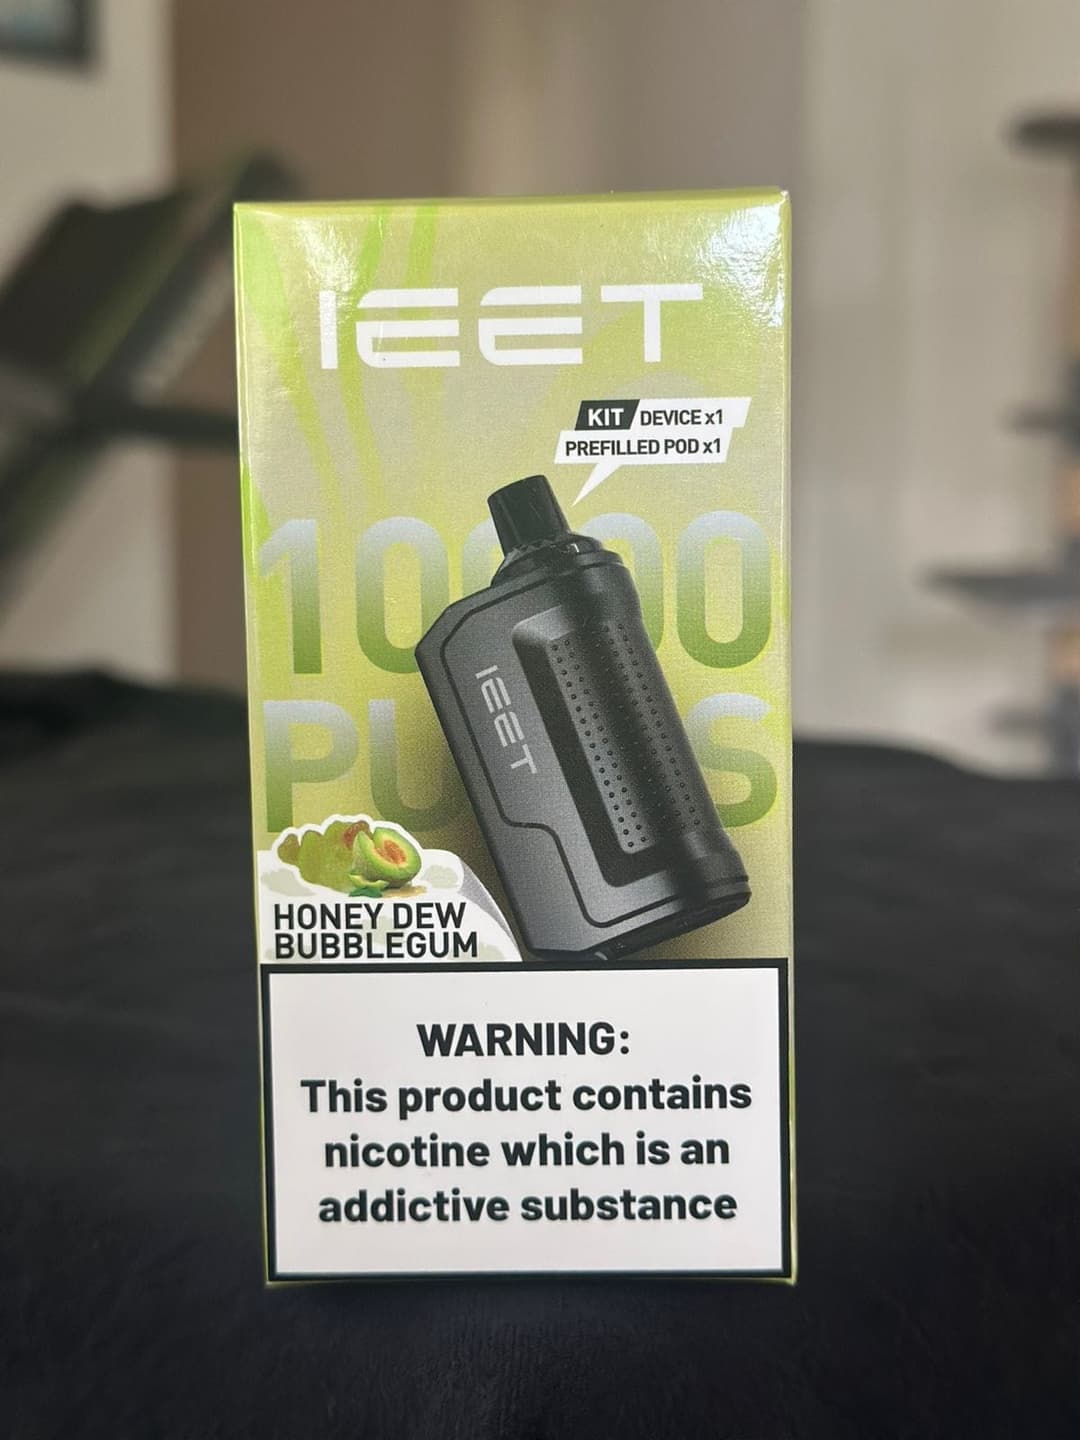 IEET
KIT DEVICE x1
PREFILLED POD x1
IEET
HONEY DEW
BUBBLEGUM
WARNING:
This product contains
nicotine which is an
addictive substance